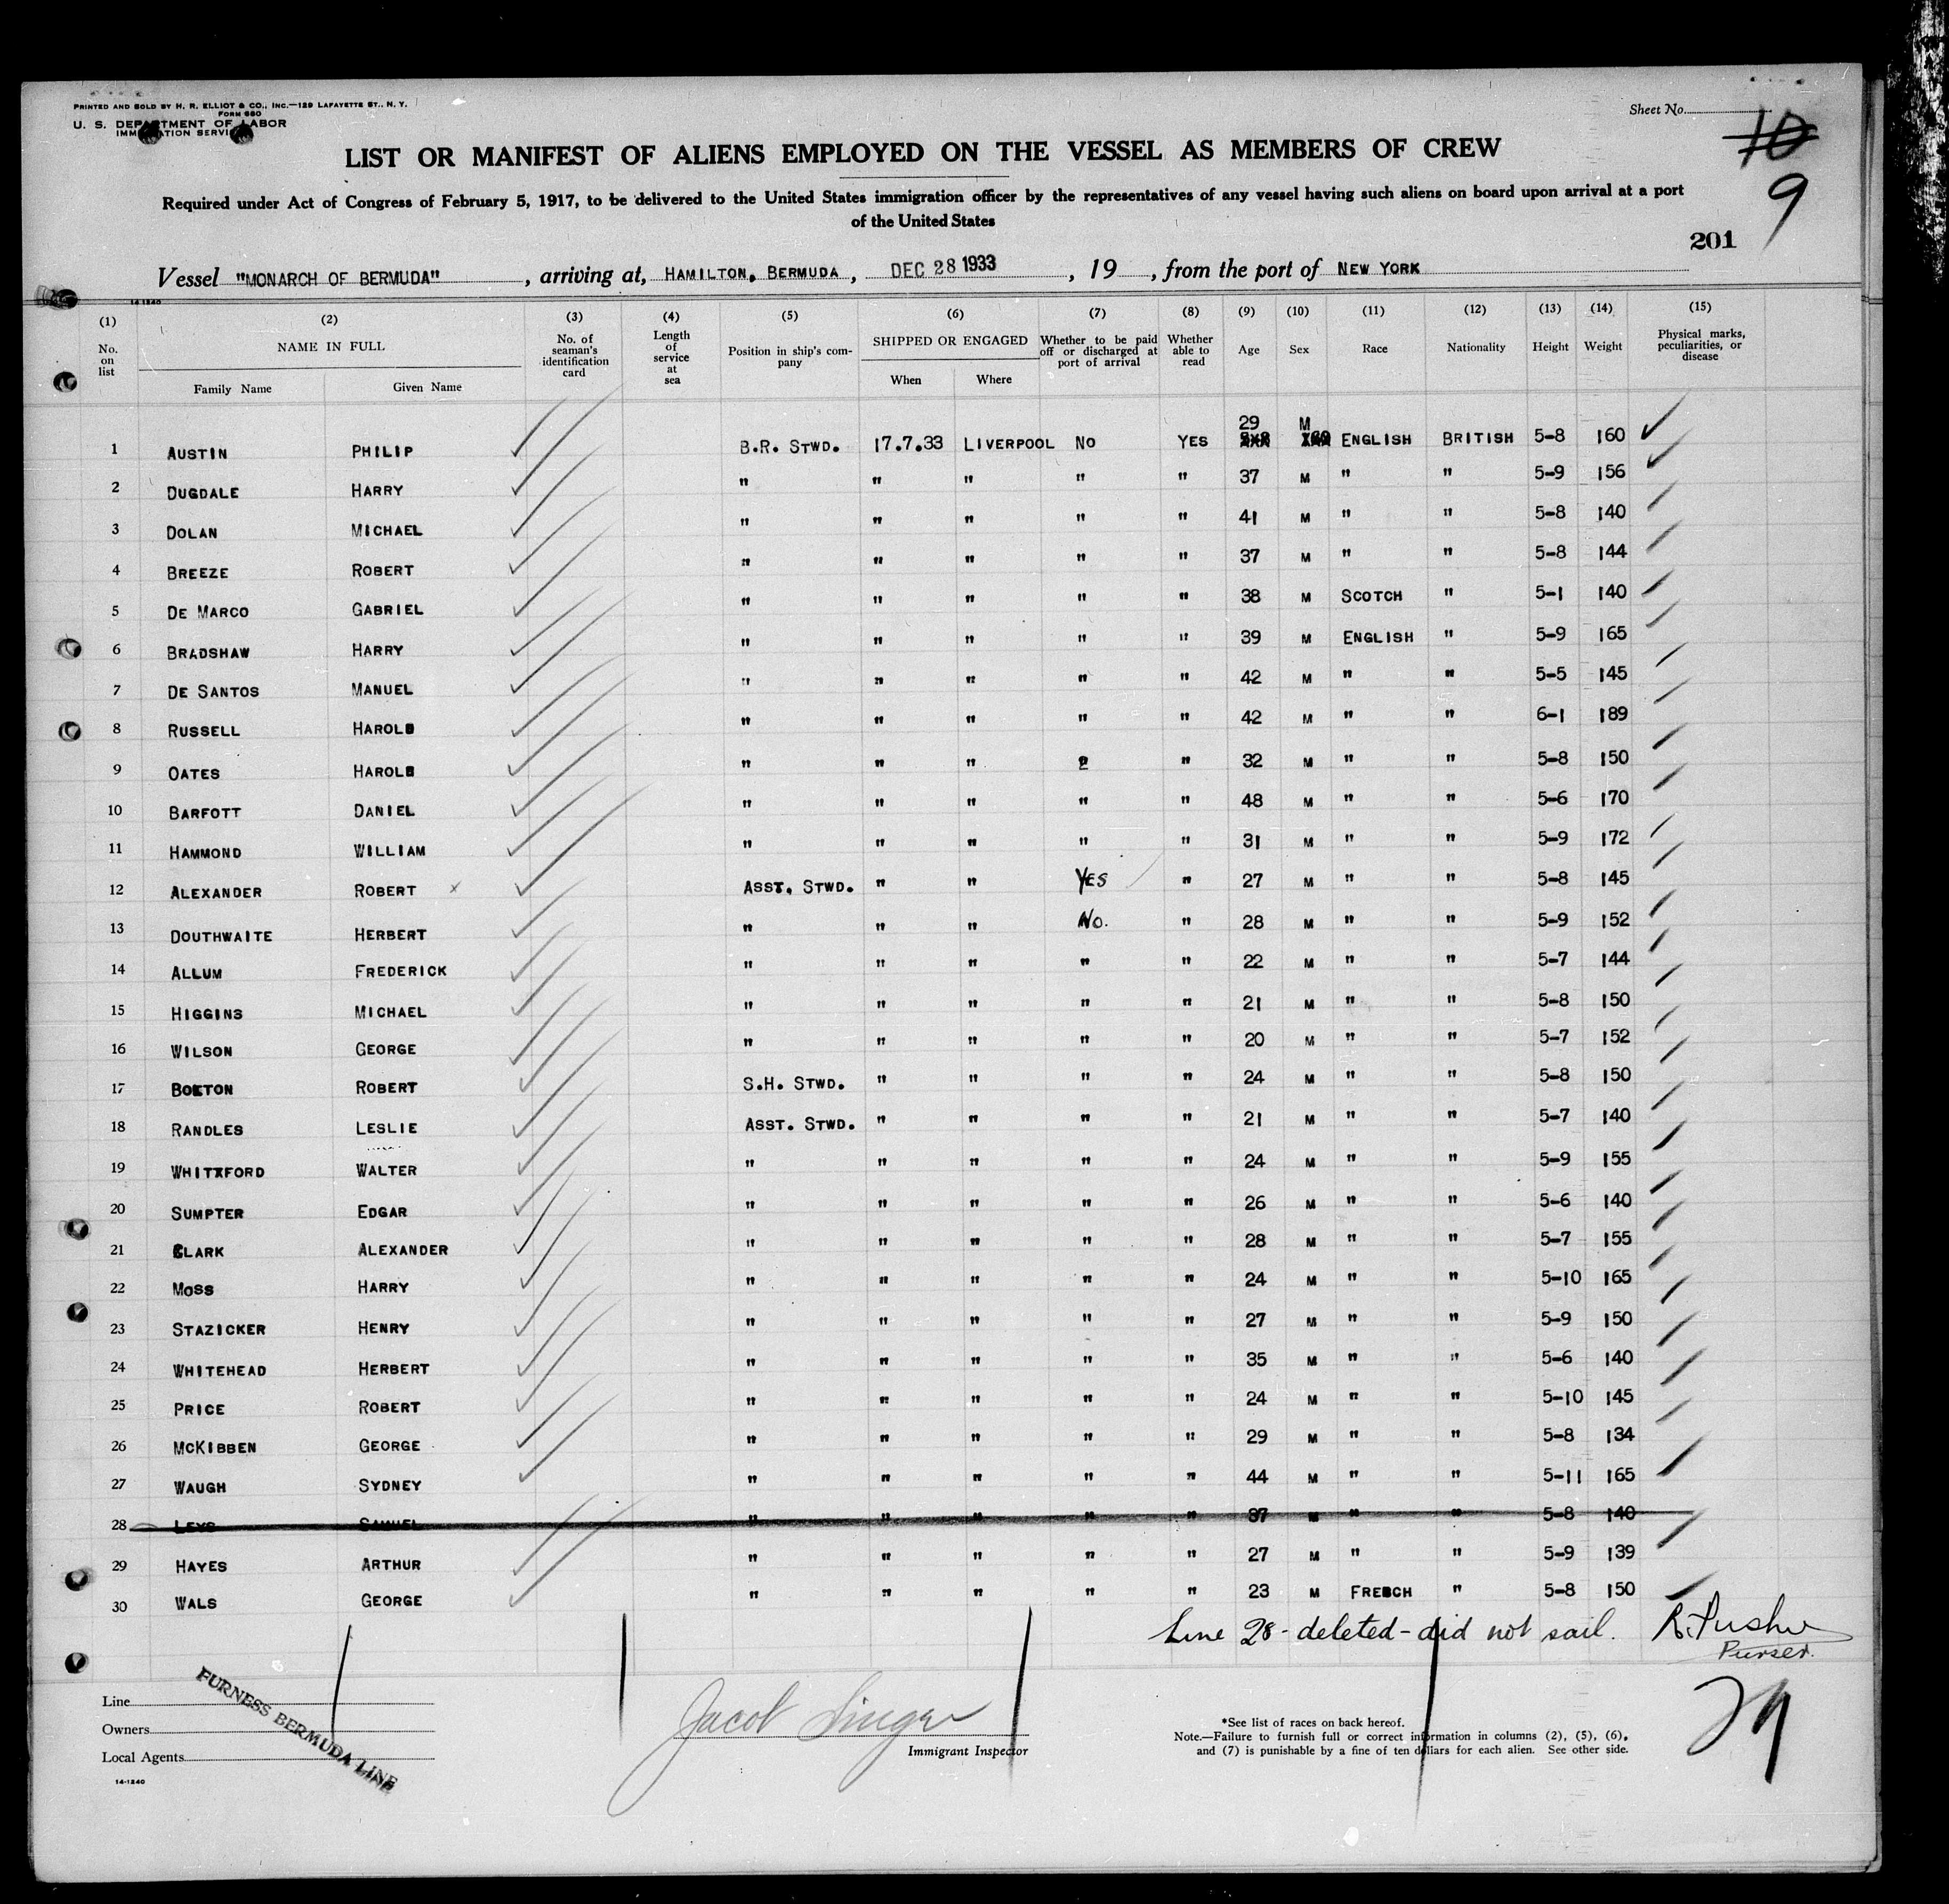 PRINTED AND SOLD BY H. R. ELLIOT & CO., INC.—129 LAFAYETTE ST., N. Y.
FORM 680
U. S. DEPARTMENT OF LABOR
IMMIGRATION SERVICE
Sheet No.
10
9
LIST OR MANIFEST OF ALIENS EMPLOYED ON THE VESSEL AS MEMBERS OF CREW
Required under Act of Congress of February 5, 1917, to be delivered to the United States immigration officer by the representatives of any vessel having such aliens on board upon arrival at a port
of the United States
201
Vessel "MONARCH OF BERMUDA", arriving at, HAMILTON, BERMUDA, DEC 28 1933, 19, from the port of NEW YORK
14-1240
(1) (2) (3) (4) (5) (6) (7) (8) (9) (10) (11) (12) (13) (14) (15)
No. on list NAME IN FULL Family Name Given Name No. of seaman's identification card Length of service at sea Position in ship's company SHIPPED OR ENGAGED When Where Whether to be paid off or discharged at port of arrival Whether able to read Age Sex Race Nationality Height Weight Physical marks, peculiarities, or disease
1 AUSTIN PHILIP B.R. STWD. 17.7.33 LIVERPOOL NO YES 29 M ENGLISH BRITISH 5-8 160
2 DUGDALE HARRY " " " " " 37 M " " 5-9 156
3 DOLAN MICHAEL " " " " " 41 M " " 5-8 140
4 BREEZE ROBERT " " " " " 37 M " " 5-8 144
5 DE MARCO GABRIEL " " " " " 38 M SCOTCH " 5-1 140
6 BRADSHAW HARRY " " " " " 39 M ENGLISH " 5-9 165
7 DE SANTOS MANUEL " " " " " 42 M " " 5-5 145
8 RUSSELL HAROLD " " " " " 42 M " " 6-1 189
9 OATES HAROLD " " " " " 32 M " " 5-8 150
10 BARFOTT DANIEL " " " " " 48 M " " 5-6 170
11 HAMMOND WILLIAM " " " " " 31 M " " 5-9 172
12 ALEXANDER ROBERT x ASST. STWD. " " YES " 27 M " " 5-8 145
13 DOUTHWAITE HERBERT " " " No. " 28 M " " 5-9 152
14 ALLUM FREDERICK " " " " " 22 M " " 5-7 144
15 HIGGINS MICHAEL " " " " " 21 M " " 5-8 150
16 WILSON GEORGE " " " " " 20 M " " 5-7 152
17 BOLTON ROBERT S.H. STWD. " " " " 24 M " " 5-8 150
18 RANDLES LESLIE ASST. STWD. " " " " 21 M " " 5-7 140
19 WHITXFORD WALTER " " " " " 24 M " " 5-9 155
20 SUMPTER EDGAR " " " " " 26 M " " 5-6 140
21 CLARK ALEXANDER " " " " " 28 M " " 5-7 155
22 MOSS HARRY " " " " " 24 M " " 5-10 165
23 STAZICKER HENRY " " " " " 27 M " " 5-9 150
24 WHITEHEAD HERBERT " " " " " 35 M " " 5-6 140
25 PRICE ROBERT " " " " " 24 M " " 5-10 145
26 MCKIBBEN GEORGE " " " " " 29 M " " 5-8 134
27 WAUGH SYDNEY " " " " " 44 M " " 5-11 165
28 LEYS SAMUEL " " " " " 37 M " " 5-8 140
29 HAYES ARTHUR " " " " " 27 M " " 5-9 139
30 WALS GEORGE " " " " " 23 M FRENCH " 5-8 150
Line 28 - deleted - did not sail.
Purser.
Line
Owners
Local Agents
FURNESS BERMUDA LINE
14-1240
Jacob Singer
Immigrant Inspector
*See list of races on back hereof.
Note.—Failure to furnish full or correct information in columns (2), (5), (6),
and (7) is punishable by a fine of ten dollars for each alien. See other side.
29